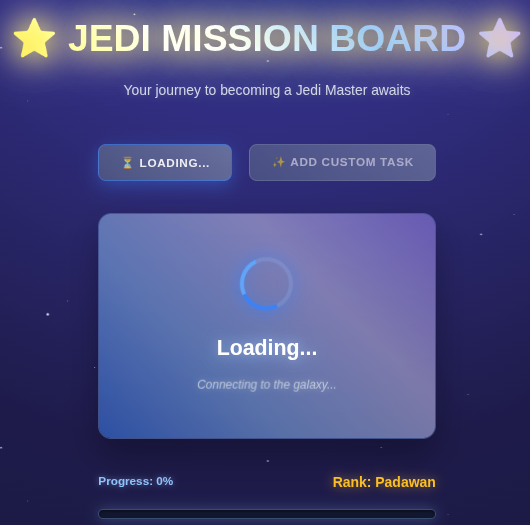 ⭐ JEDI MISSION BOARD ⭐
Your journey to becoming a Jedi Master awaits
⏳ LOADING...
✨ ADD CUSTOM TASK
Loading...
Connecting to the galaxy...
Progress: 0%
Rank: Padawan